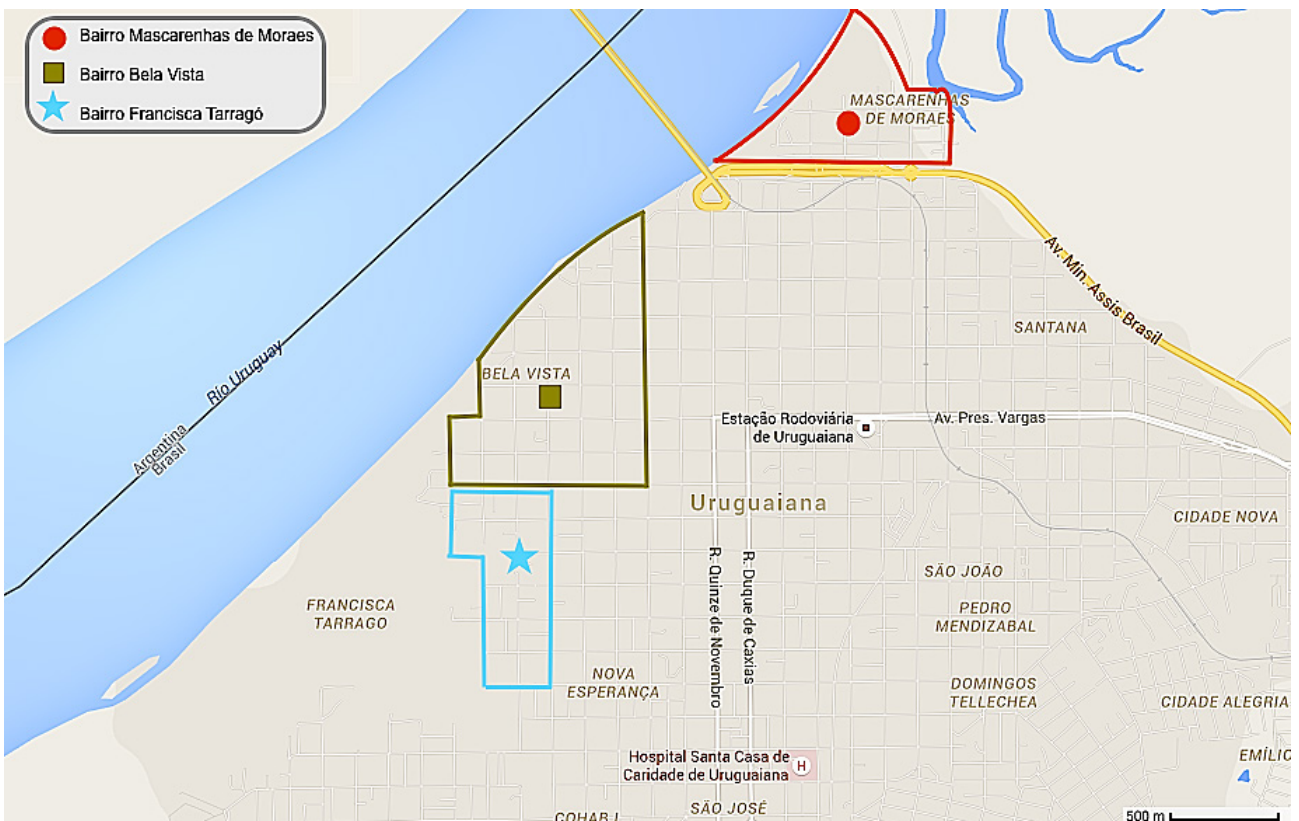 Bairro Mascarenhas de Moraes
Bairro Bela Vista
Bairro Francisca Tarragó
MASCARENHAS
DE MORAES
Av. Min. Assis Brasil
SANTANA
Río Uruguay
Argentina
Brasil
BELA VISTA
Estação Rodoviária
de Uruguaiana
Av. Pres. Vargas
Uruguaiana
CIDADE NOVA
R. Quinze de Novembro
R. Duque de Caxias
SÃO JOÃO
FRANCISCA
TARRAGO
PEDRO
MENDIZABAL
NOVA
ESPERANÇA
DOMINGOS
TELLECHEA
CIDADE ALEGRIA
EMÍLIO
Hospital Santa Casa de
Caridade de Uruguaiana
H
SÃO JOSÉ
COHAB I
500 m